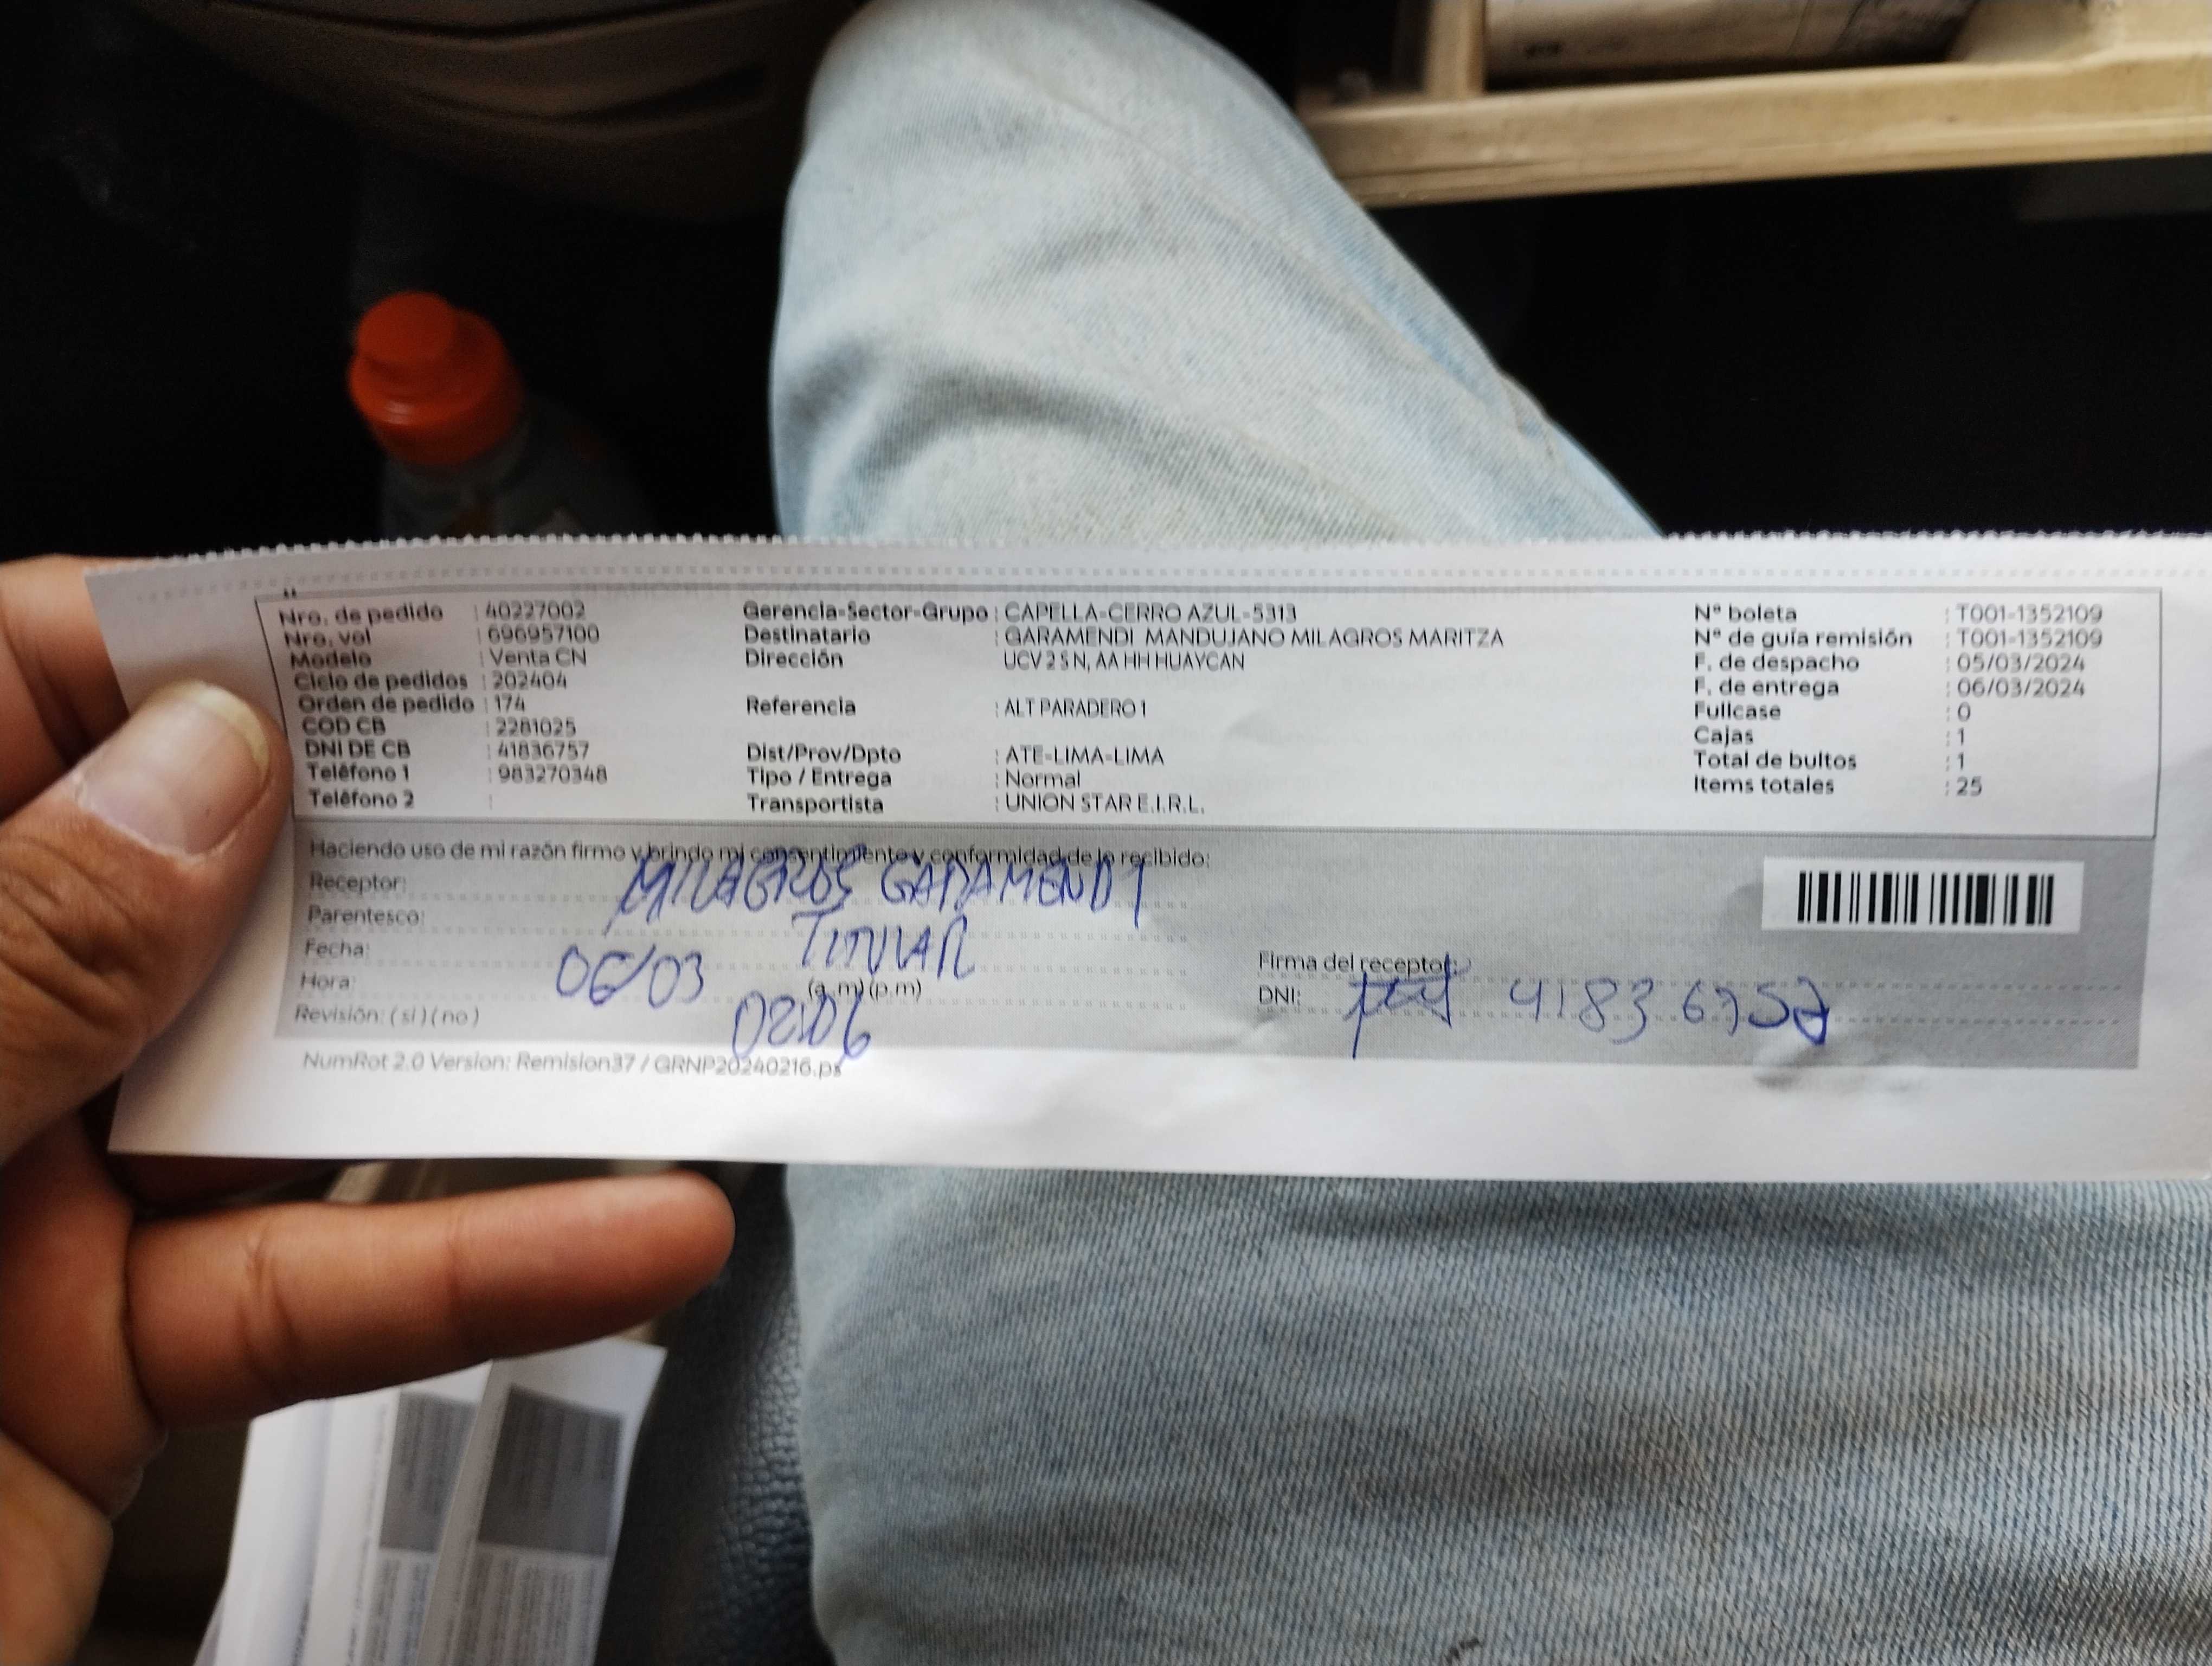 Nro. de pedido : 40227002
Nro. vol : 696957100
Modelo : Venta CN
Ciclo de pedidos : 202404
Orden de pedido : 174
COD CB : 2281025
DNI DE CB : 41836757
Teléfono 1 : 983270348
Teléfono 2 :
Gerencia-Sector-Grupo : CAPELLA-CERRO AZUL-5313
Destinatario : GARAMENDI MANDUJANO MILAGROS MARITZA
Dirección UCV 2 S N, AA HH HUAYCAN
Referencia : ALT PARADERO 1
Dist/Prov/Dpto : ATE-LIMA-LIMA
Tipo / Entrega : Normal
Transportista : UNION STAR E.I.R.L.
Nª boleta : T001-1352109
Nª de guía remisión : T001-1352109
F. de despacho : 05/03/2024
F. de entrega : 06/03/2024
Fullcase : 0
Cajas : 1
Total de bultos : 1
Items totales : 25
Haciendo uso de mi razón firmo y brindo mi consentimiento y conformidad de lo recibido:
Receptor: MILAGROS GARAMENDI
Parentesco: TITULAR
Fecha: 06/03
Hora: 02:06 (a.m) (p.m)
Revisión: ( si ) ( no )
Firma del receptor:
DNI: 41836757
NumRot 2.0 Version: Remision37 / GRNP20240216.ps